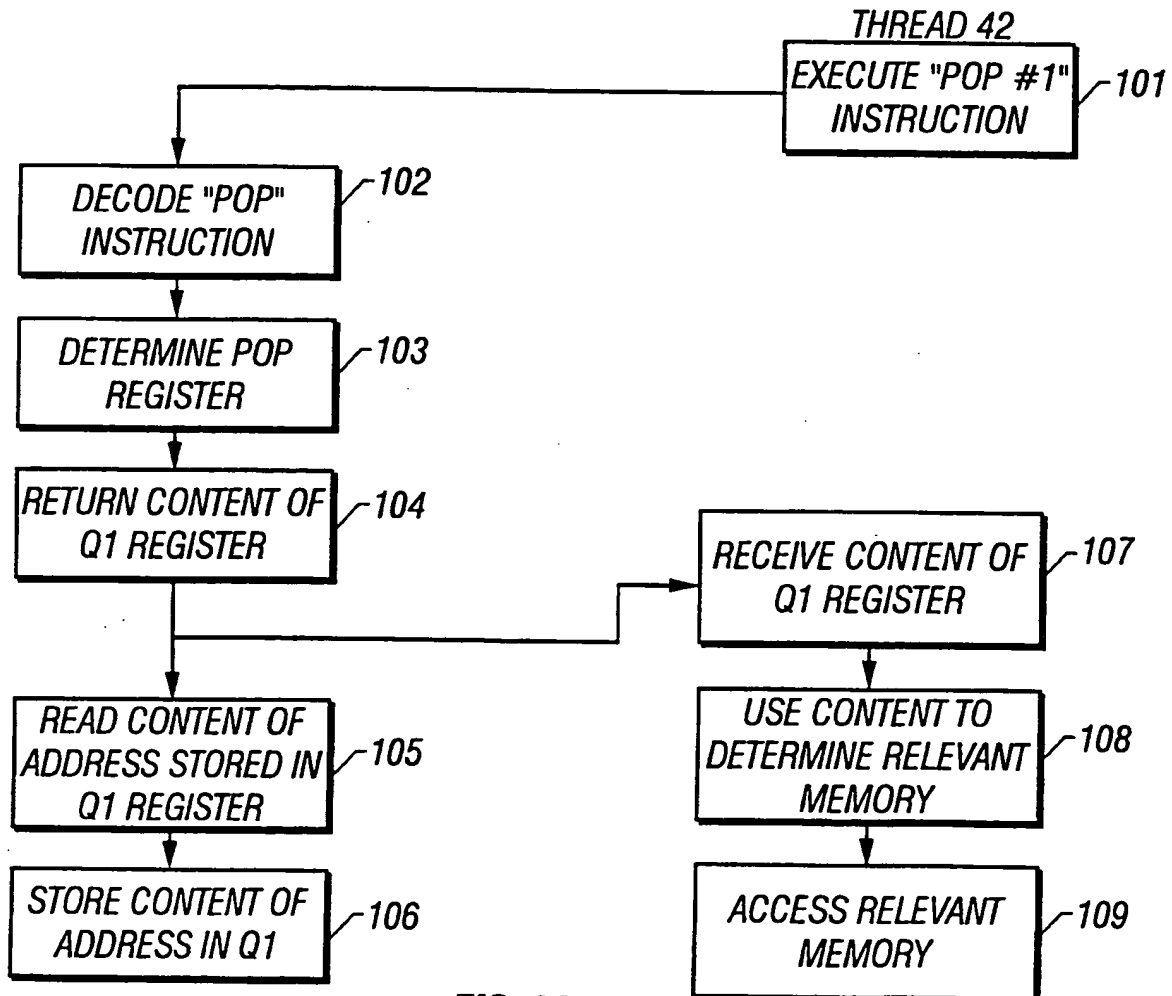 THREAD 42
EXECUTE "POP #1"
INSTRUCTION
101
DECODE "POP"
INSTRUCTION
102
DETERMINE POP
REGISTER
103
RETURN CONTENT OF
Q1 REGISTER
104
RECEIVE CONTENT OF
Q1 REGISTER
107
READ CONTENT OF
ADDRESS STORED IN
Q1 REGISTER
105
USE CONTENT TO
DETERMINE RELEVANT
MEMORY
108
STORE CONTENT OF
ADDRESS IN Q1
106
ACCESS RELEVANT
MEMORY
109